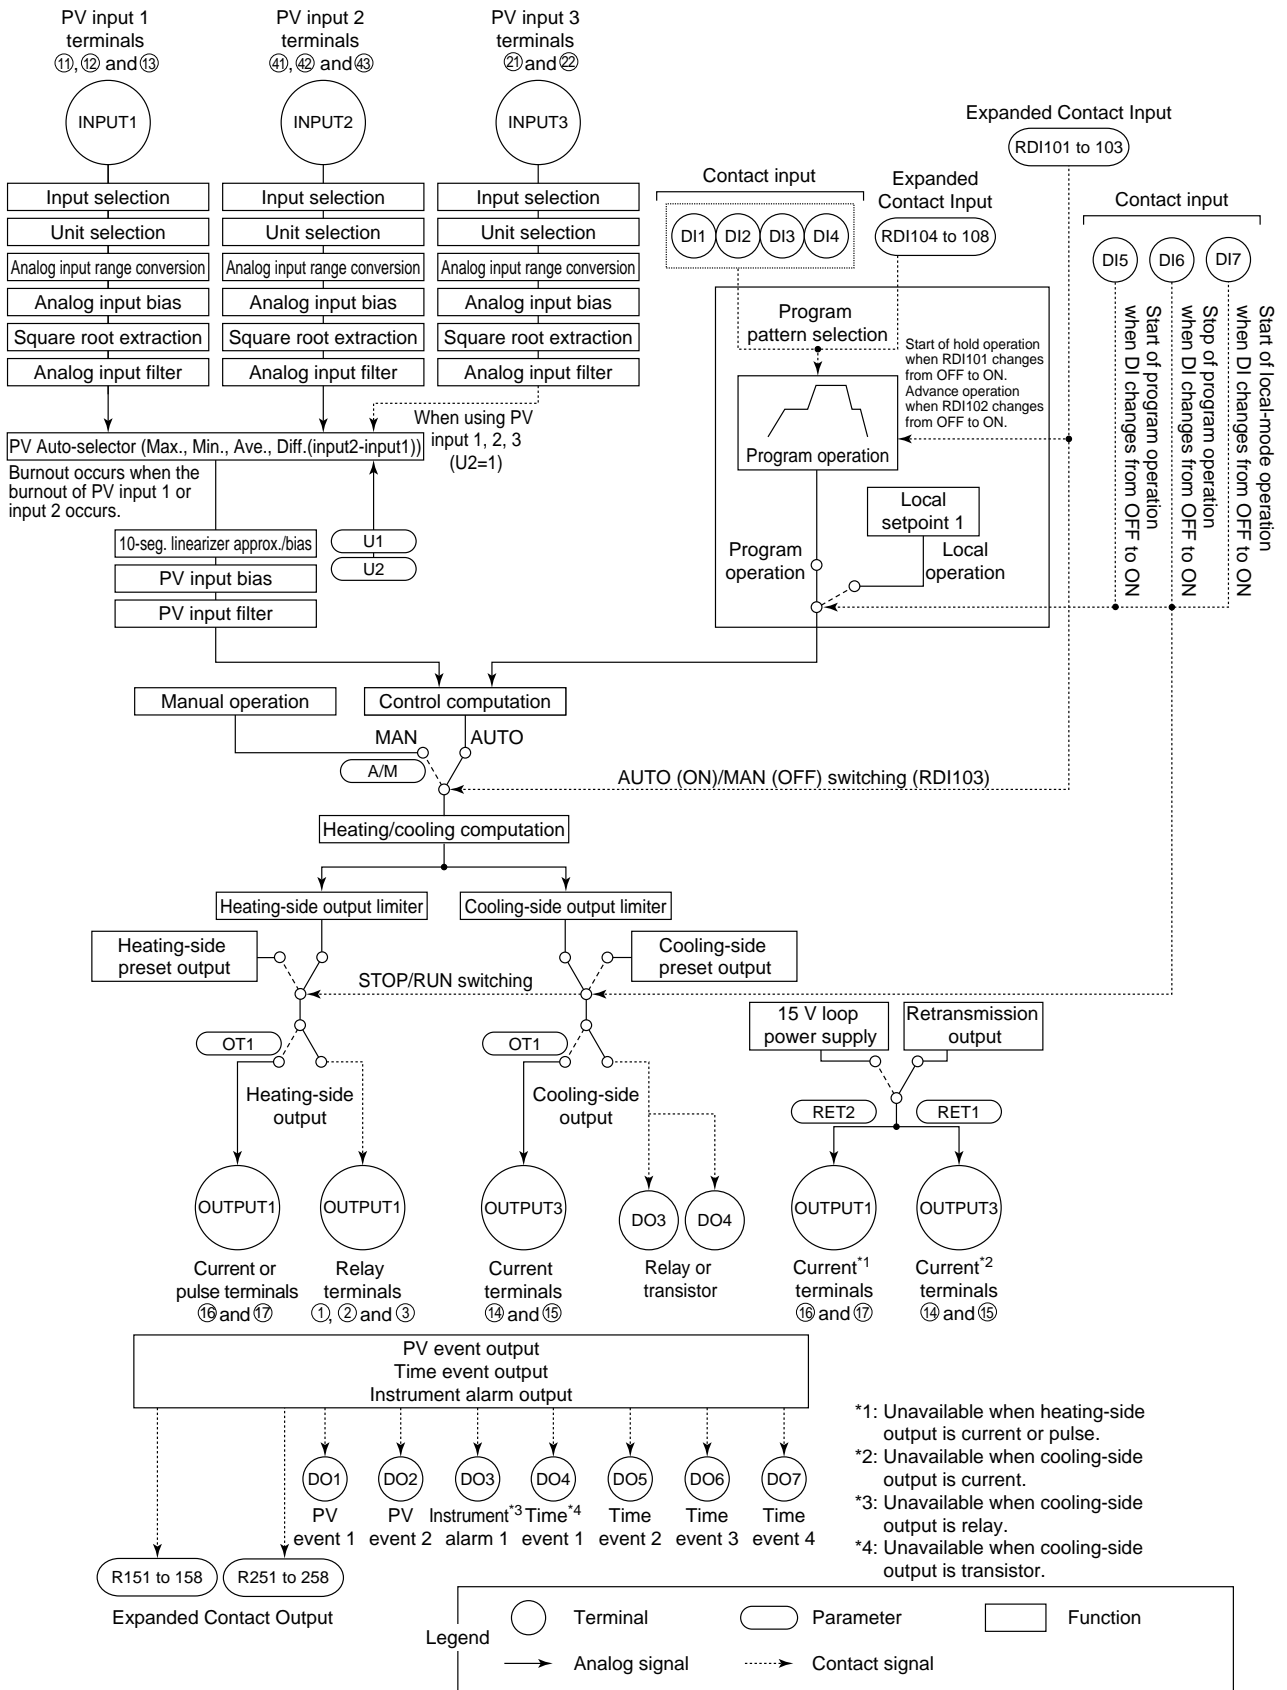 PV input 1
terminals
⑪, ⑫ and ⑬
INPUT1
Input selection
Unit selection
Analog input range conversion
Analog input bias
Square root extraction
Analog input filter
PV input 2
terminals
㊶, ㊷ and ㊸
INPUT2
Input selection
Unit selection
Analog input range conversion
Analog input bias
Square root extraction
Analog input filter
PV input 3
terminals
㉑ and ㉒
INPUT3
Input selection
Unit selection
Analog input range conversion
Analog input bias
Square root extraction
Analog input filter
When using PV
input 1, 2, 3
(U2=1)
PV Auto-selector (Max., Min., Ave., Diff.(input2-input1))
Burnout occurs when the
burnout of PV input 1 or
input 2 occurs.
U1
U2
10-seg. linearizer approx./bias
PV input bias
PV input filter
Expanded Contact Input
RDI101 to 103
Contact input
DI1 DI2 DI3 DI4
Expanded
Contact Input
RDI104 to 108
Contact input
DI5 DI6 DI7
Start of program operation
when DI changes from OFF to ON
Stop of program operation
when DI changes from OFF to ON
Start of local-mode operation
when DI changes from OFF to ON
Program
pattern selection
Start of hold operation
when RDI101 changes
from OFF to ON.
Advance operation
when RDI102 changes
from OFF to ON.
Program operation
Local
setpoint 1
Program
operation
Local
operation
Manual operation
Control computation
MAN
AUTO
A/M
AUTO (ON)/MAN (OFF) switching (RDI103)
Heating/cooling computation
Heating-side output limiter
Cooling-side output limiter
Heating-side
preset output
Cooling-side
preset output
STOP/RUN switching
OT1
Heating-side
output
OT1
Cooling-side
output
15 V loop
power supply
Retransmission
output
RET2
RET1
OUTPUT1
Current or
pulse terminals
⑯ and ⑰
OUTPUT1
Relay
terminals
①, ② and ③
OUTPUT3
Current
terminals
⑭ and ⑮
DO3
DO4
Relay or
transistor
OUTPUT1
Current*1
terminals
⑯ and ⑰
OUTPUT3
Current*2
terminals
⑭ and ⑮
PV event output
Time event output
Instrument alarm output
DO1
PV
event 1
DO2
PV
event 2
DO3
Instrument*3
alarm 1
DO4
Time*4
event 1
DO5
Time
event 2
DO6
Time
event 3
DO7
Time
event 4
R151 to 158
R251 to 258
Expanded Contact Output
*1: Unavailable when heating-side
output is current or pulse.
*2: Unavailable when cooling-side
output is current.
*3: Unavailable when cooling-side
output is relay.
*4: Unavailable when cooling-side
output is transistor.
Legend
Terminal
Parameter
Function
Analog signal
Contact signal